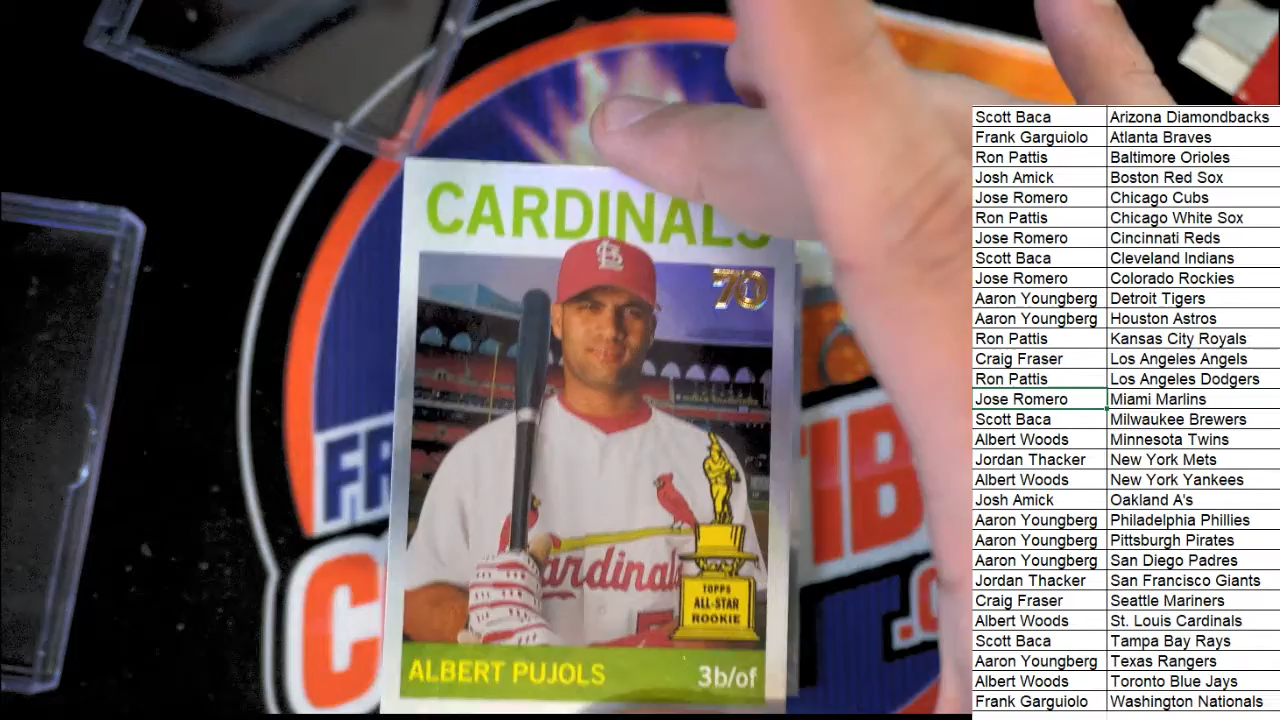 CARDINALS
70
Cardinals
TOPPS
ALL-STAR
ROOKIE
ALBERT PUJOLS
3b/of
FR
C
Scott Baca Arizona Diamondbacks
Frank Garguiolo Atlanta Braves
Ron Pattis Baltimore Orioles
Josh Amick Boston Red Sox
Jose Romero Chicago Cubs
Ron Pattis Chicago White Sox
Jose Romero Cincinnati Reds
Scott Baca Cleveland Indians
Jose Romero Colorado Rockies
Aaron Youngberg Detroit Tigers
Aaron Youngberg Houston Astros
Ron Pattis Kansas City Royals
Craig Fraser Los Angeles Angels
Ron Pattis Los Angeles Dodgers
Jose Romero Miami Marlins
Scott Baca Milwaukee Brewers
Albert Woods Minnesota Twins
Jordan Thacker New York Mets
Albert Woods New York Yankees
Josh Amick Oakland A's
Aaron Youngberg Philadelphia Phillies
Aaron Youngberg Pittsburgh Pirates
Aaron Youngberg San Diego Padres
Jordan Thacker San Francisco Giants
Craig Fraser Seattle Mariners
Albert Woods St. Louis Cardinals
Scott Baca Tampa Bay Rays
Aaron Youngberg Texas Rangers
Albert Woods Toronto Blue Jays
Frank Garguiolo Washington Nationals